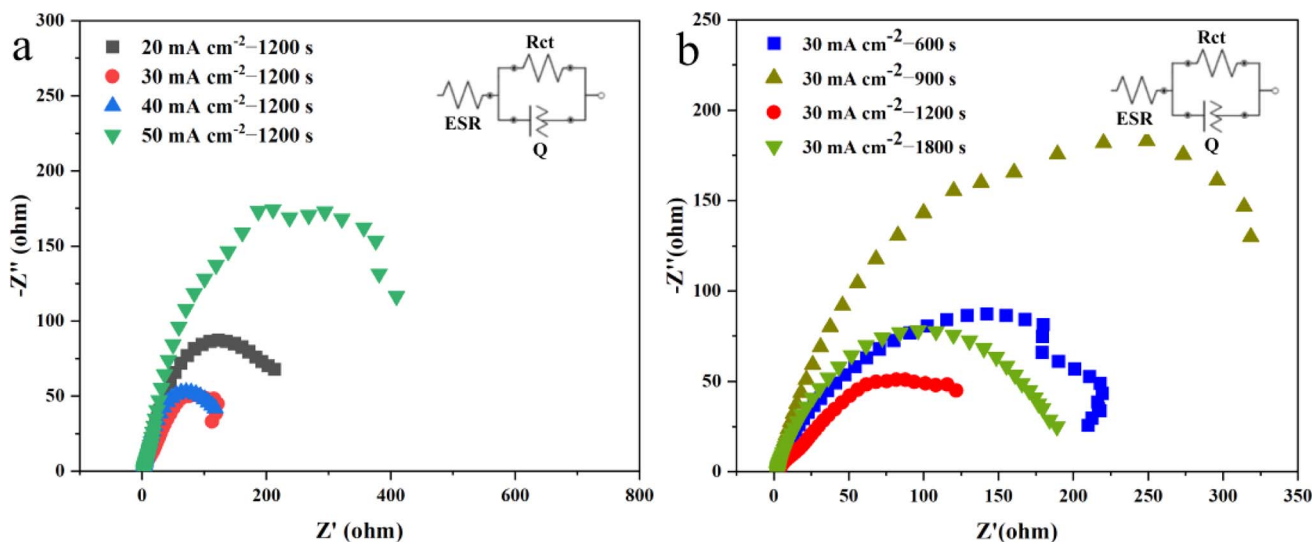 a
300
250
200
150
100
50
0
-Z'' (ohm)
20 mA cm⁻²−1200 s
30 mA cm⁻²−1200 s
40 mA cm⁻²−1200 s
50 mA cm⁻²−1200 s
Rct
ESR
Q
0 200 400 600 800
Z' (ohm)
b
250
200
150
100
50
0
-Z''(ohm)
30 mA cm⁻²−600 s
30 mA cm⁻²−900 s
30 mA cm⁻²−1200 s
30 mA cm⁻²−1800 s
Rct
ESR
Q
0 50 100 150 200 250 300 350
Z'(ohm)